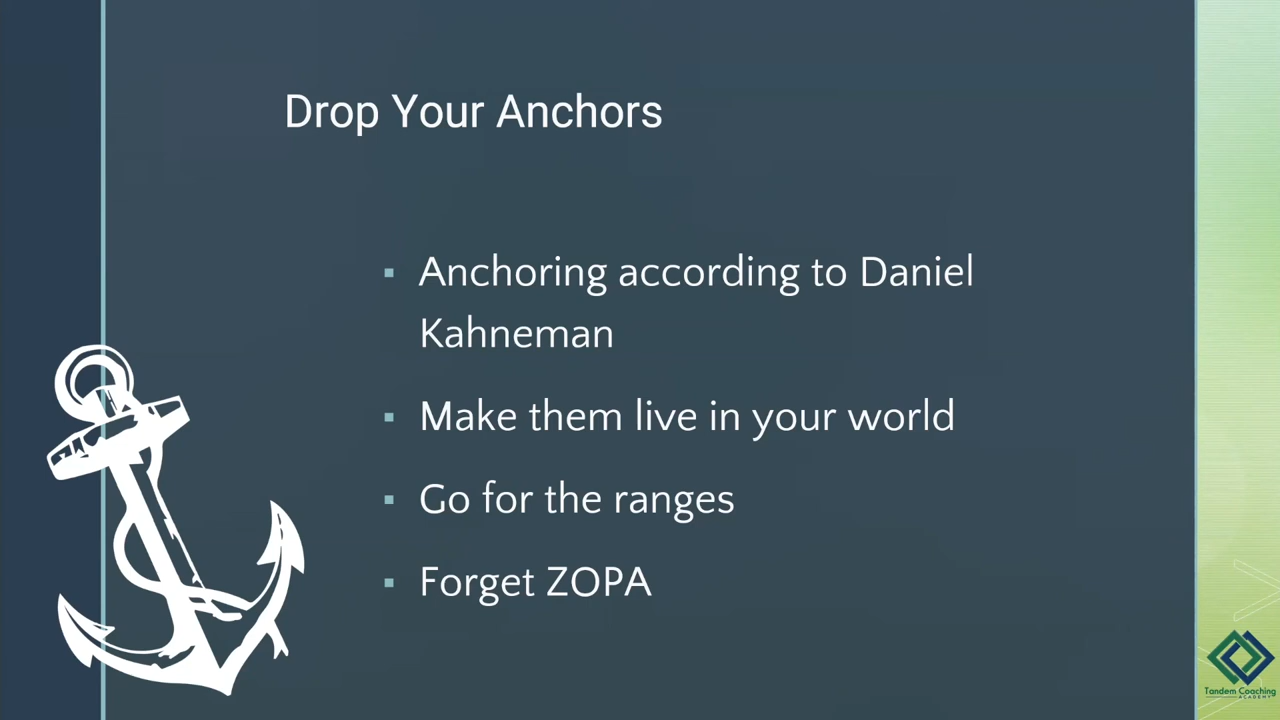 Drop Your Anchors
▪ Anchoring according to Daniel
Kahneman
▪ Make them live in your world
▪ Go for the ranges
▪ Forget ZOPA
Tandem Coaching
ACADEMY